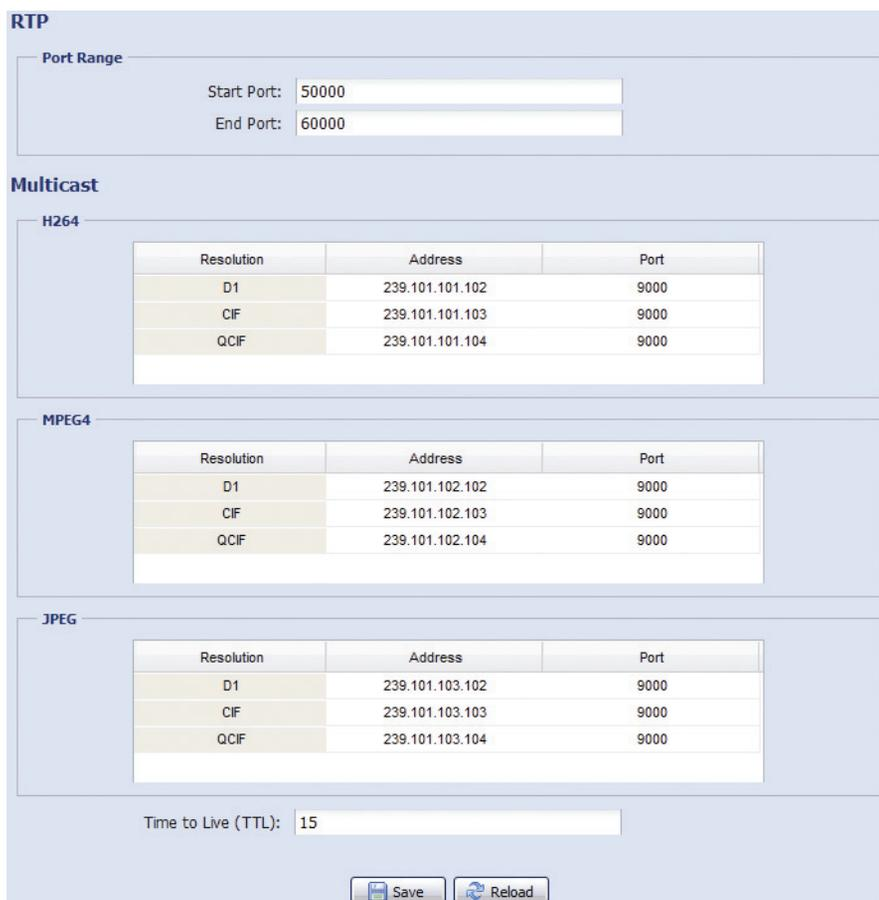 RTP
Port Range
Start Port: 50000
End Port: 60000
Multicast
H264
Resolution Address Port
D1 239.101.101.102 9000
CIF 239.101.101.103 9000
QCIF 239.101.101.104 9000
MPEG4
Resolution Address Port
D1 239.101.102.102 9000
CIF 239.101.102.103 9000
QCIF 239.101.102.104 9000
JPEG
Resolution Address Port
D1 239.101.103.102 9000
CIF 239.101.103.103 9000
QCIF 239.101.103.104 9000
Time to Live (TTL): 15
Save Reload